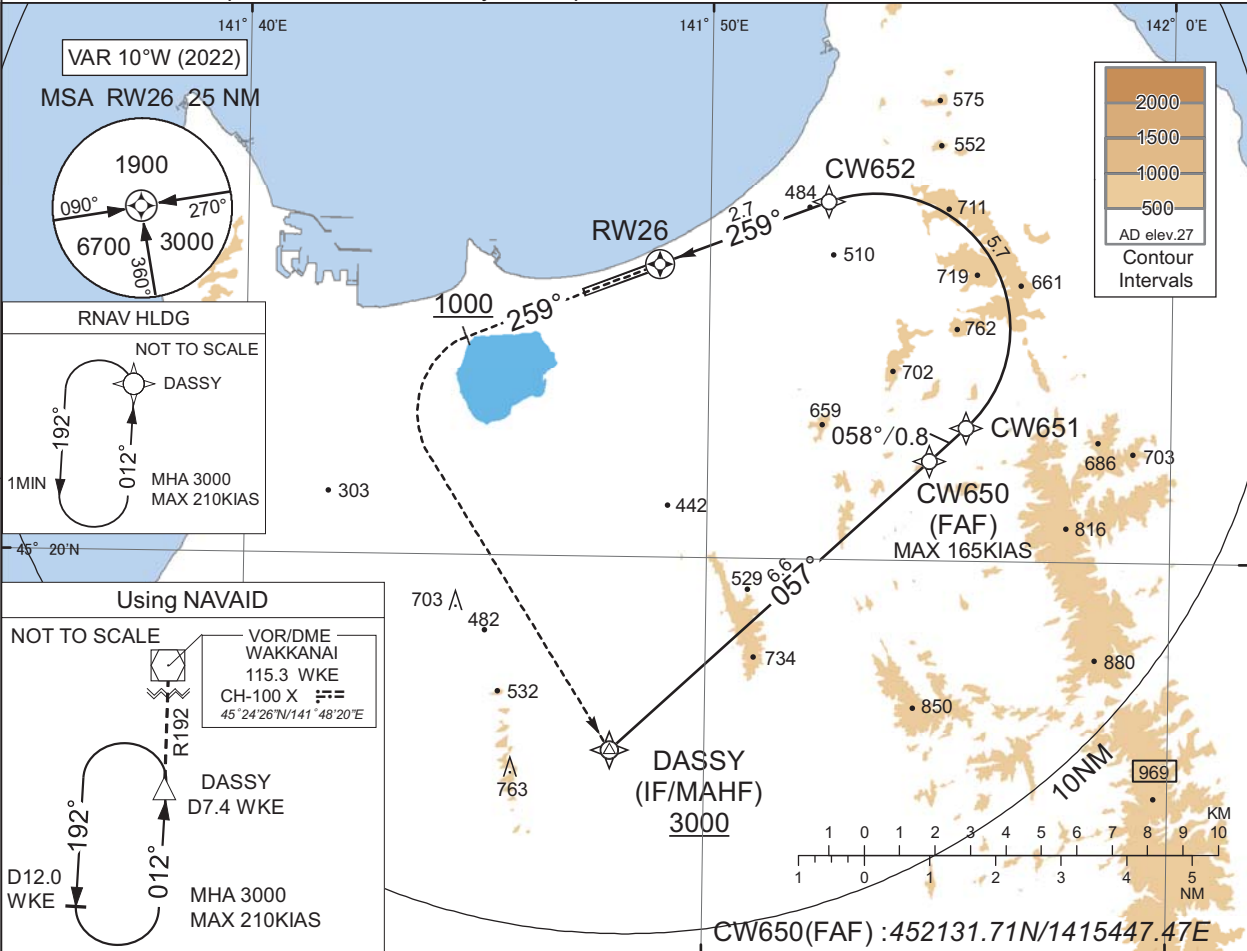 141° 40'E
141° 50'E
142° 0'E
VAR 10°W (2022)
MSA RW26 25 NM
1900
090°
270°
6700
3000
360°
RNAV HLDG
NOT TO SCALE
DASSY
192°
012°
1MIN
MHA 3000
MAX 210KIAS
45° 20'N
Using NAVAID
NOT TO SCALE
VOR/DME
WAKKANAI
115.3 WKE
CH-100 X
45°24'26"N/141°48'20"E
R192
DASSY
D7.4 WKE
192°
012°
D12.0
WKE
MHA 3000
MAX 210KIAS
2000
1500
1000
500
AD elev.27
Contour
Intervals
575
552
CW652
484
2.7
259°
711
RW26
510
5.7
719
661
1000
259°
762
702
659
058°/0.8
CW651
686
703
CW650
(FAF)
MAX 165KIAS
303
442
816
529
6.6
057°
703
482
734
880
532
850
DASSY
(IF/MAHF)
3000
763
10NM
969
KM
1 0 1 2 3 4 5 6 7 8 9 10
1 0 1 2 3 4 5
NM
CW650(FAF) :452131.71N/1415447.47E